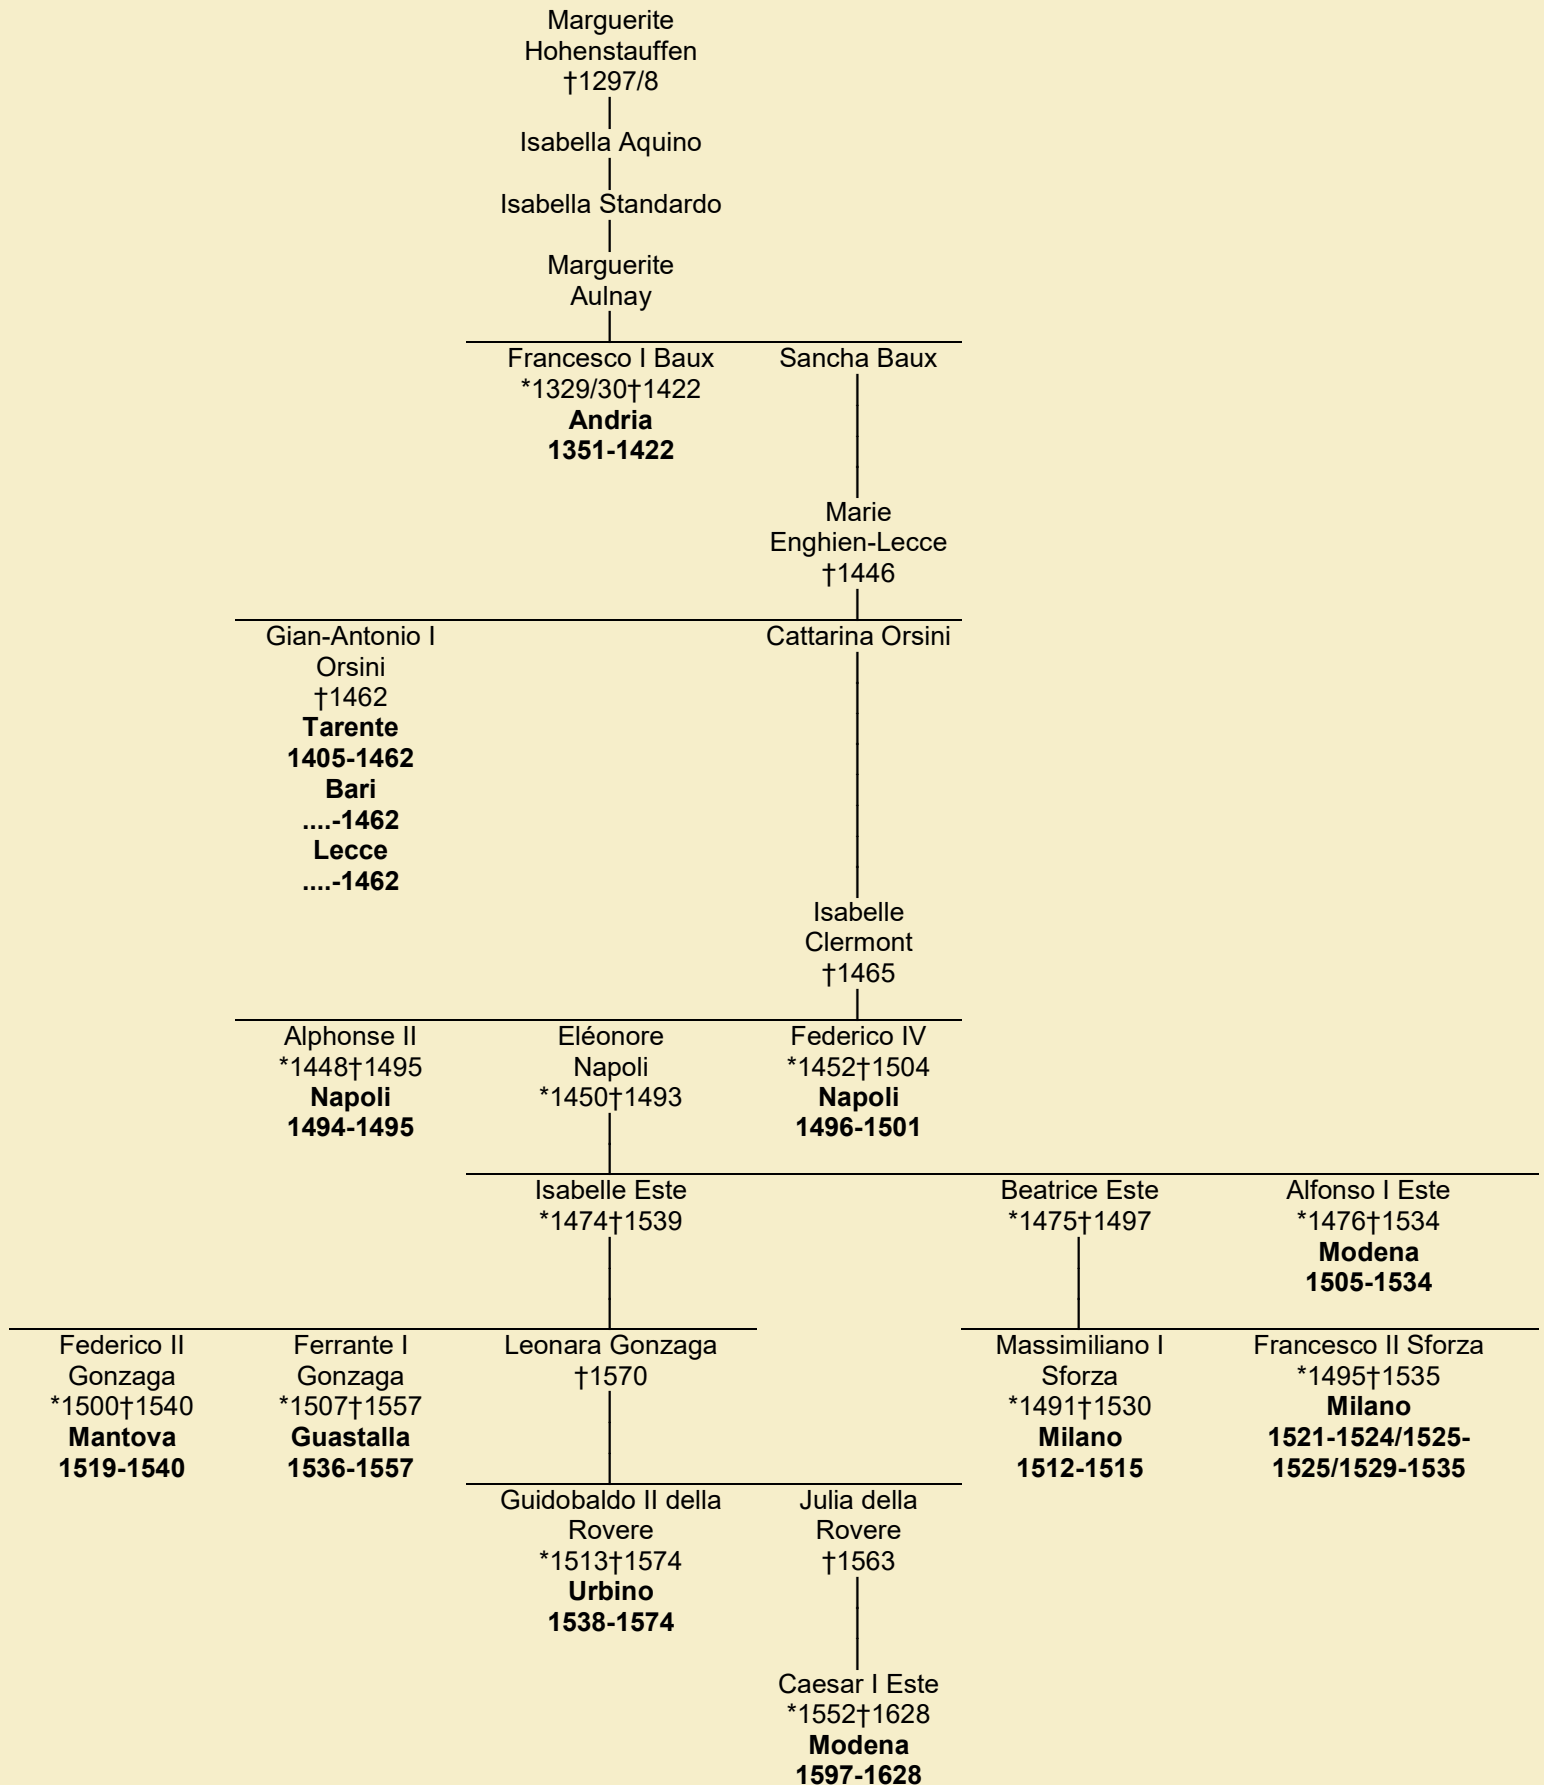 Marguerite
Hohenstauffen
†1297/8
Isabella Aquino
Isabella Standardo
Marguerite
Aulnay
Francesco I Baux
*1329/30†1422
Andria
1351-1422
Sancha Baux
Marie
Enghien-Lecce
†1446
Gian-Antonio I
Orsini
†1462
Tarente
1405-1462
Bari
....-1462
Lecce
....-1462
Cattarina Orsini
Isabelle
Clermont
†1465
Alphonse II
*1448†1495
Napoli
1494-1495
Eléonore
Napoli
*1450†1493
Federico IV
*1452†1504
Napoli
1496-1501
Isabelle Este
*1474†1539
Beatrice Este
*1475†1497
Alfonso I Este
*1476†1534
Modena
1505-1534
Federico II
Gonzaga
*1500†1540
Mantova
1519-1540
Ferrante I
Gonzaga
*1507†1557
Guastalla
1536-1557
Leonara Gonzaga
†1570
Massimiliano I
Sforza
*1491†1530
Milano
1512-1515
Francesco II Sforza
*1495†1535
Milano
1521-1524/1525-
1525/1529-1535
Guidobaldo II della
Rovere
*1513†1574
Urbino
1538-1574
Julia della
Rovere
†1563
Caesar I Este
*1552†1628
Modena
1597-1628